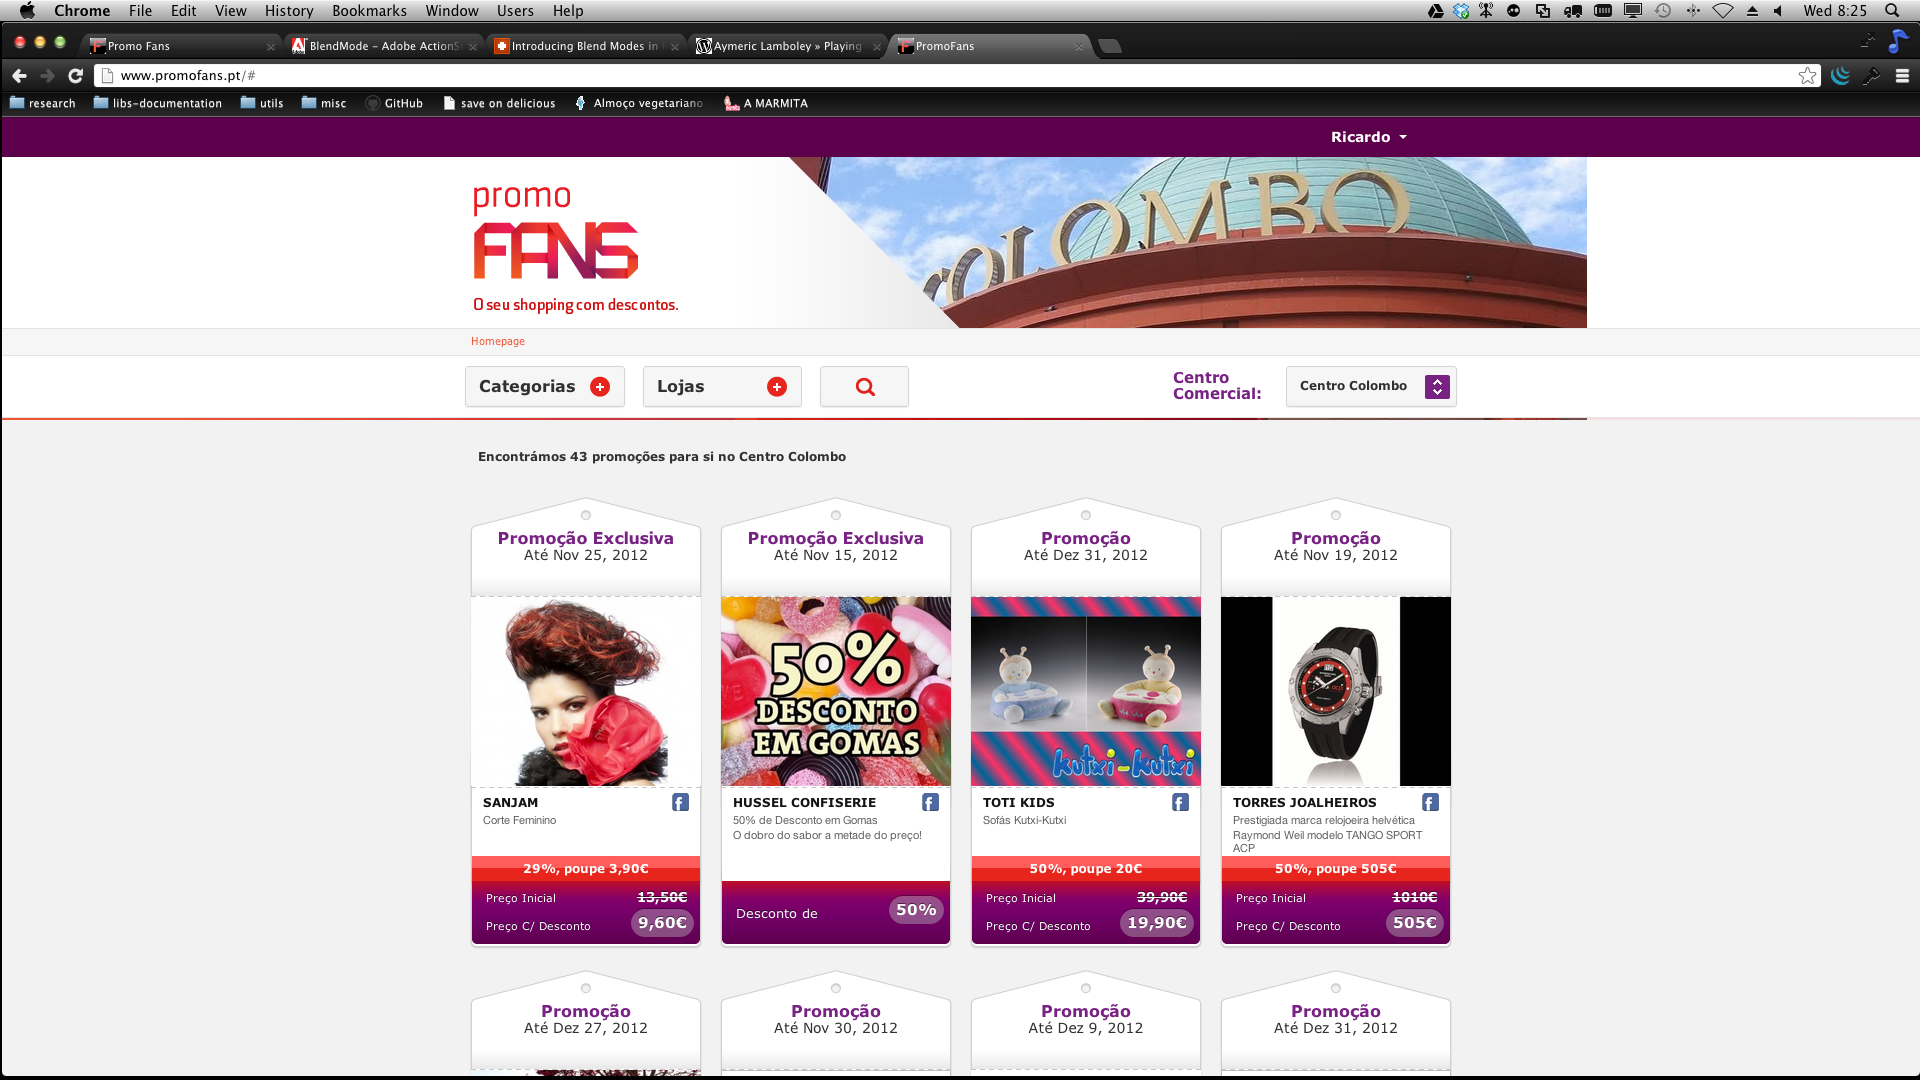 Chrome File Edit View History Bookmarks Window Users Help Wed 8:25
Promo Fans BlendMode – Adobe ActionS Introducing Blend Modes in Aymeric Lamboley » Playing PromoFans
www.promofans.pt/#
research libs-documentation utils misc GitHub save on delicious Almoço vegetariano A MARMITA
Ricardo
promo
FANS
O seu shopping com descontos.
COLOMBO
Homepage
Categorias Lojas Centro Comercial: Centro Colombo
Encontrámos 43 promoções para si no Centro Colombo
Promoção Exclusiva
Até Nov 25, 2012
SANJAM
Corte Feminino
29%, poupe 3,90€
Preço Inicial 13,50€
Preço C/ Desconto 9,60€
Promoção Exclusiva
Até Nov 15, 2012
50%
DESCONTO
EM GOMAS
HUSSEL CONFISERIE
50% de Desconto em Gomas
O dobro do sabor a metade do preço!
Desconto de 50%
Promoção
Até Dez 31, 2012
kutxi-kutxi
TOTI KIDS
Sofás Kutxi-Kutxi
50%, poupe 20€
Preço Inicial 39,90€
Preço C/ Desconto 19,90€
Promoção
Até Nov 19, 2012
TORRES JOALHEIROS
Prestigiada marca relojoeira helvética
Raymond Weil modelo TANGO SPORT
ACP
50%, poupe 505€
Preço Inicial 1010€
Preço C/ Desconto 505€
Promoção
Até Dez 27, 2012
Promoção
Até Nov 30, 2012
Promoção
Até Dez 9, 2012
Promoção
Até Dez 31, 2012